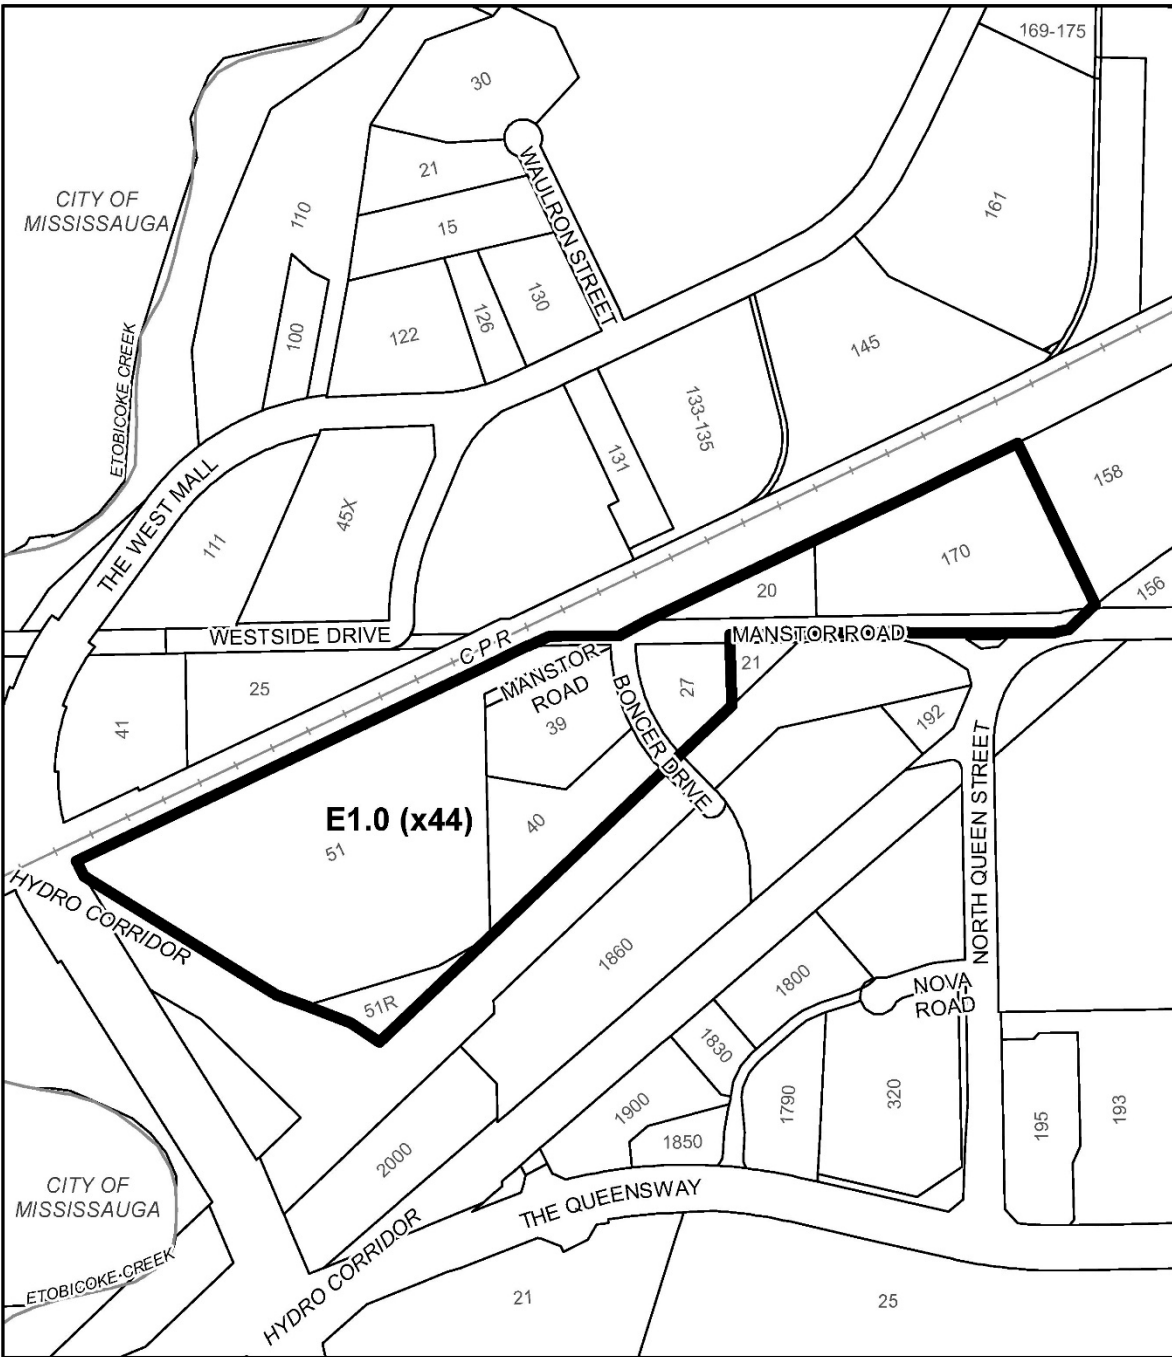 169-175
30
WAULRON STREET
21
CITY OF
MISSISSAUGA
110
15
161
130
126
100
122
145
ETOBICOKE CREEK
133-135
131
158
THE WEST MALL
45X
111
170
156
20
WESTSIDE DRIVE
CPR
MANSTOR ROAD
21
MANSTOR
ROAD
25
27
BONCER DRIVE
39
41
192
NORTH QUEEN STREET
E1.0 (x44)
40
51
HYDRO CORRIDOR
1860
1800
NOVA
ROAD
51R
1830
1790
320
1900
195
193
1850
2000
CITY OF
MISSISSAUGA
THE QUEENSWAY
ETOBICOKE CREEK
HYDRO CORRIDOR
21
25